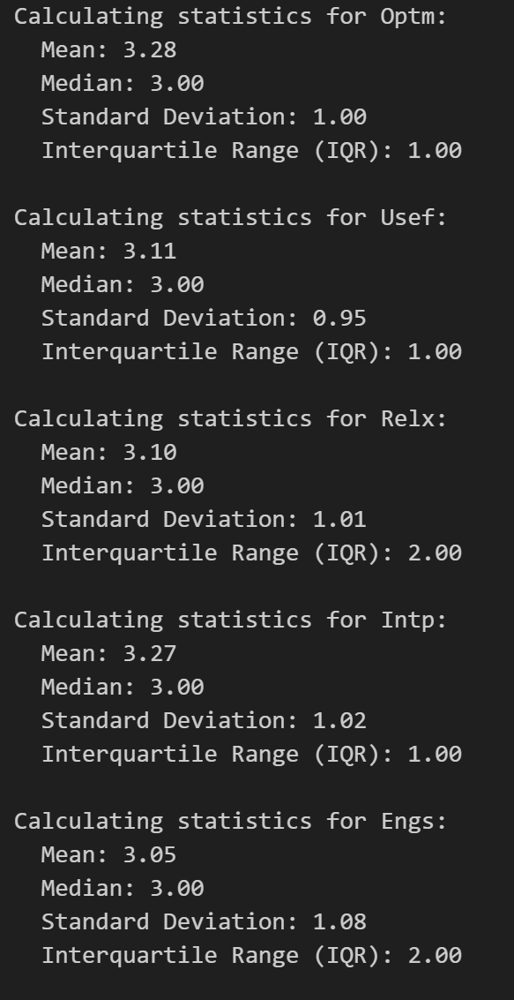 Calculating statistics for Optm:
  Mean: 3.28
  Median: 3.00
  Standard Deviation: 1.00
  Interquartile Range (IQR): 1.00

Calculating statistics for Usef:
  Mean: 3.11
  Median: 3.00
  Standard Deviation: 0.95
  Interquartile Range (IQR): 1.00

Calculating statistics for Relx:
  Mean: 3.10
  Median: 3.00
  Standard Deviation: 1.01
  Interquartile Range (IQR): 2.00

Calculating statistics for Intp:
  Mean: 3.27
  Median: 3.00
  Standard Deviation: 1.02
  Interquartile Range (IQR): 1.00

Calculating statistics for Engs:
  Mean: 3.05
  Median: 3.00
  Standard Deviation: 1.08
  Interquartile Range (IQR): 2.00